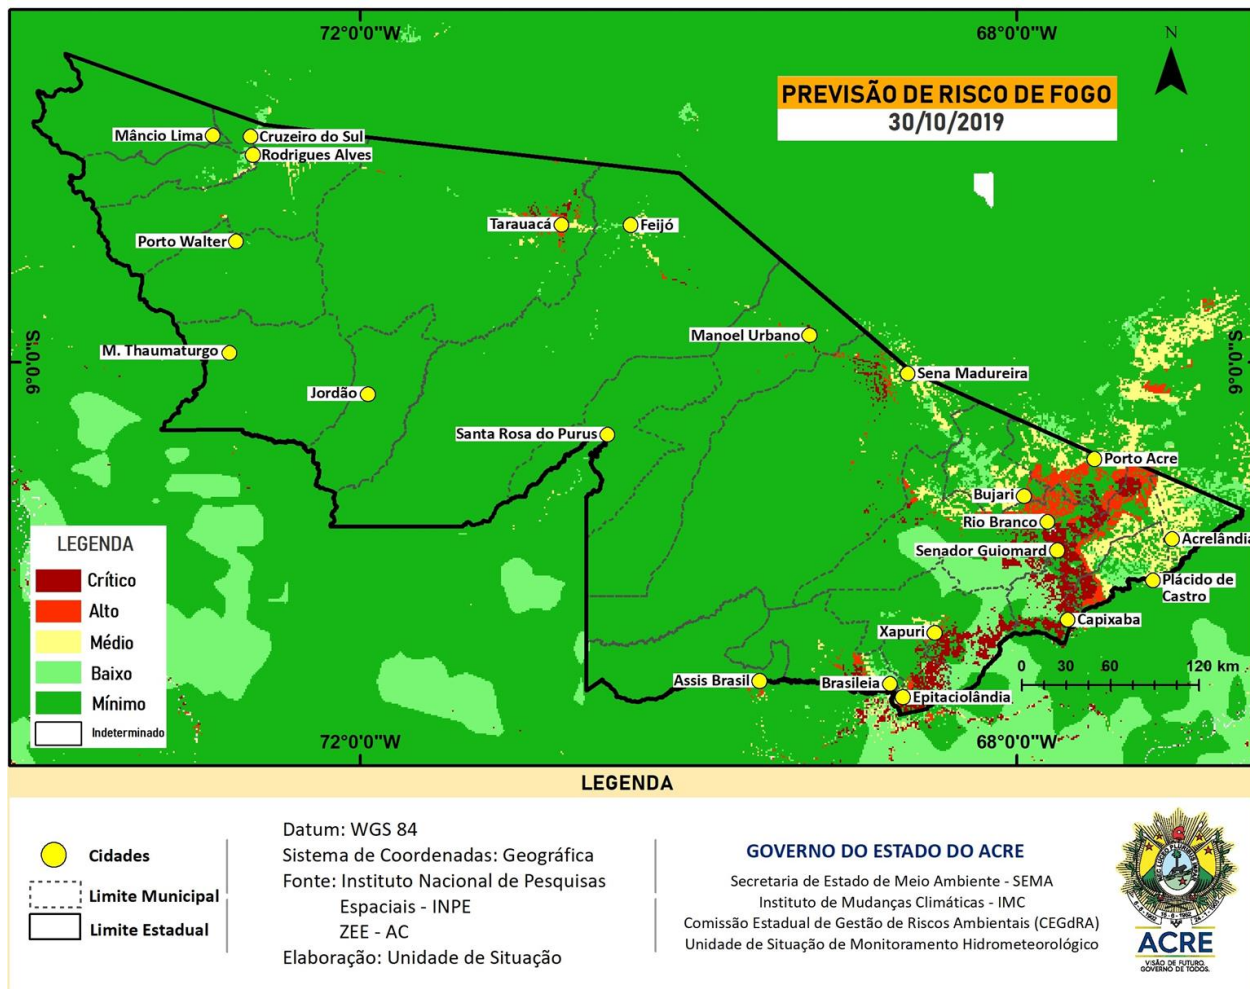 72°0'0"W
68°0'0"W
N
PREVISÃO DE RISCO DE FOGO
30/10/2019
Mâncio Lima
Cruzeiro do Sul
Rodrigues Alves
Tarauacá
Feijó
Porto Walter
Manoel Urbano
M. Thaumaturgo
9°0'0"S
9°0'0"S
Sena Madureira
Jordão
Santa Rosa do Purus
Porto Acre
Bujari
Rio Branco
Acrelândia
Senador Guiomard
Plácido de
Castro
Capixaba
Xapuri
Assis Brasil
Brasileia
Epitaciolândia
0 30 60 120 km
LEGENDA
Crítico
Alto
Médio
Baixo
Mínimo
Indeterminado
72°0'0"W
68°0'0"W
LEGENDA
Cidades
Limite Municipal
Limite Estadual
Datum: WGS 84
Sistema de Coordenadas: Geográfica
Fonte: Instituto Nacional de Pesquisas
Espaciais - INPE
ZEE - AC
Elaboração: Unidade de Situação
GOVERNO DO ESTADO DO ACRE
Secretaria de Estado de Meio Ambiente - SEMA
Instituto de Mudanças Climáticas - IMC
Comissão Estadual de Gestão de Riscos Ambientais (CEGdRA)
Unidade de Situação de Monitoramento Hidrometeorológico
ACRE
VISÃO DE FUTURO.
GOVERNO DE TODOS.